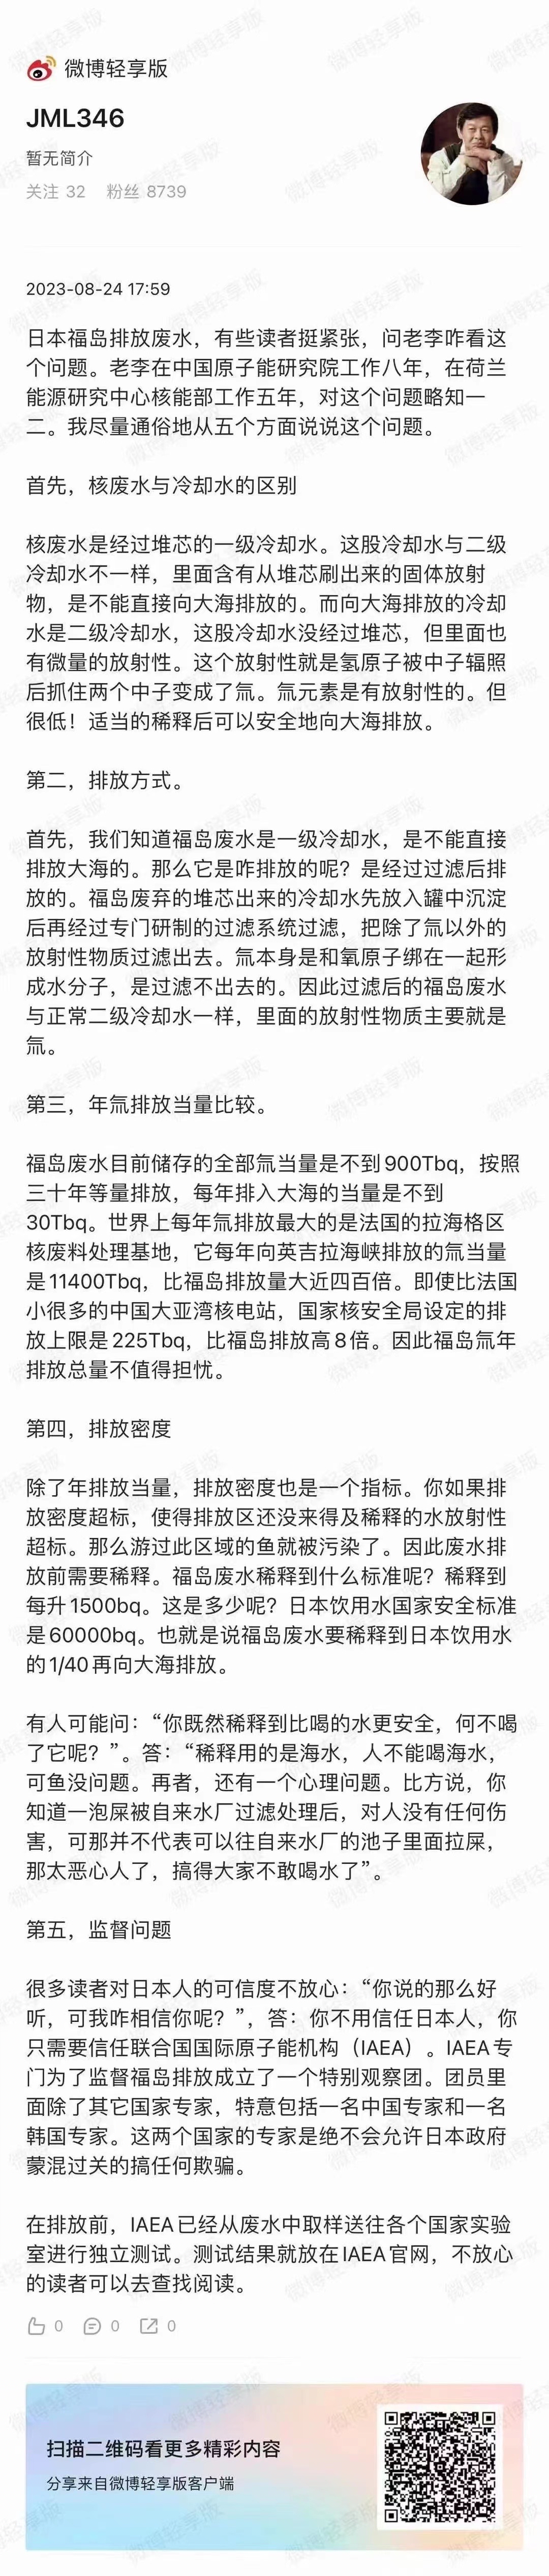 微博轻享版
JML346
暂无简介
关注 32 粉丝 8739
2023-08-24 17:59
日本福岛排放废水，有些读者挺紧张，问老李咋看这
个问题。老李在中国原子能研究院工作八年，在荷兰
能源研究中心核能部工作五年，对这个问题略知一
二。我尽量通俗地从五个方面说说这个问题。
首先，核废水与冷却水的区别
核废水是经过堆芯的一级冷却水。这股冷却水与二级
冷却水不一样，里面含有从堆芯刷出来的固体放射
物，是不能直接向大海排放的。而向大海排放的冷却
水是二级冷却水，这股冷却水没经过堆芯，但里面也
有微量的放射性。这个放射性就是氢原子被中子辐照
后抓住两个中子变成了氚。氚元素是有放射性的。但
很低！适当的稀释后可以安全地向大海排放。
第二，排放方式。
首先，我们知道福岛废水是一级冷却水，是不能直接
排放大海的。那么它是咋排放的呢？是经过过滤后排
放的。福岛废弃的堆芯出来的冷却水先放入罐中沉淀
后再经过专门研制的过滤系统过滤，把除了氚以外的
放射性物质过滤出去。氚本身是和氧原子绑在一起形
成水分子，是过滤不出去的。因此过滤后的福岛废水
与正常二级冷却水一样，里面的放射性物质主要就是
氚。
第三，年氚排放当量比较。
福岛废水目前储存的全部氚当量是不到900Tbq，按照
三十年等量排放，每年排入大海的当量是不到
30Tbq。世界上每年氚排放最大的是法国的拉海格区
核废料处理基地，它每年向英吉拉海峡排放的氚当量
是11400Tbq，比福岛排放量大近四百倍。即使比法国
小很多的中国大亚湾核电站，国家核安全局设定的排
放上限是225Tbq，比福岛排放高8倍。因此福岛氚年
排放总量不值得担忧。
第四，排放密度
除了年排放当量，排放密度也是一个指标。你如果排
放密度超标，使得排放区还没来得及稀释的水放射性
超标。那么游过此区域的鱼就被污染了。因此废水排
放前需要稀释。福岛废水稀释到什么标准呢？稀释到
每升1500bq。这是多少呢？日本饮用水国家安全标准
是60000bq。也就是说福岛废水要稀释到日本饮用水
的1/40再向大海排放。
有人可能问：“你既然稀释到比喝的水更安全，何不喝
了它呢？”。答：“稀释用的是海水，人不能喝海水，
可鱼没问题。再者，还有一个心理问题。比方说，你
知道一泡屎被自来水厂过滤处理后，对人没有任何伤
害，可那并不代表可以往自来水厂的池子里面拉屎，
那太恶心人了，搞得大家不敢喝水了”。
第五，监督问题
很多读者对日本人的可信度不放心：“你说的那么好
听，可我咋相信你呢？”，答：你不用信任日本人，你
只需要信任联合国国际原子能机构（IAEA）。IAEA专
门为了监督福岛排放成立了一个特别观察团。团员里
面除了其它国家专家，特意包括一名中国专家和一名
韩国专家。这两个国家的专家是绝不会允许日本政府
蒙混过关的搞任何欺骗。
在排放前，IAEA已经从废水中取样送往各个国家实验
室进行独立测试。测试结果就放在IAEA官网，不放心
的读者可以去查找阅读。
0 0 0
扫描二维码看更多精彩内容
分享来自微博轻享版客户端